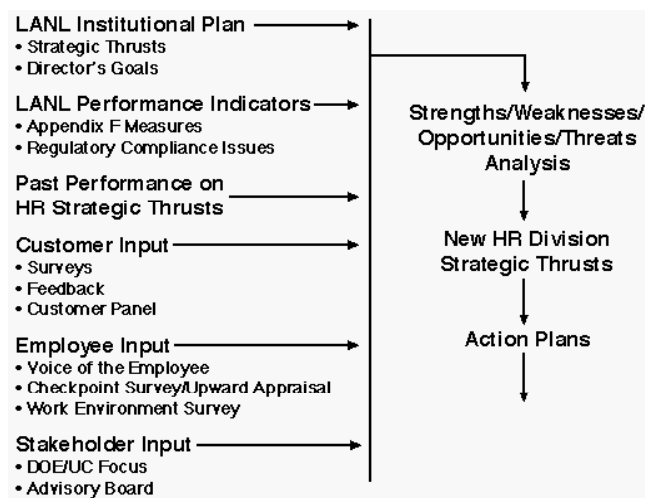 LANL Institutional Plan
• Strategic Thrusts
• Director's Goals
LANL Performance Indicators
• Appendix F Measures
• Regulatory Compliance Issues
Past Performance on
HR Strategic Thrusts
Customer Input
• Surveys
• Feedback
• Customer Panel
Employee Input
• Voice of the Employee
• Checkpoint Survey/Upward Appraisal
• Work Environment Survey
Stakeholder Input
• DOE/UC Focus
• Advisory Board
Strengths/Weaknesses/
Opportunities/Threats
Analysis
New HR Division
Strategic Thrusts
Action Plans